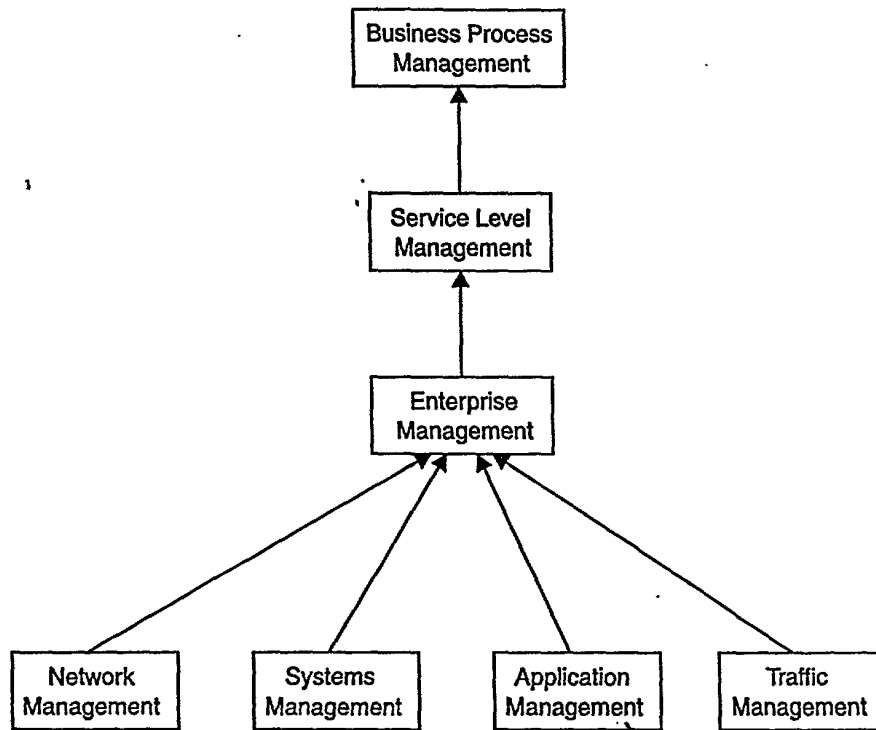 Business Process
Management
Service Level
Management
Enterprise
Management
Network
Management
Systems
Management
Application
Management
Traffic
Management